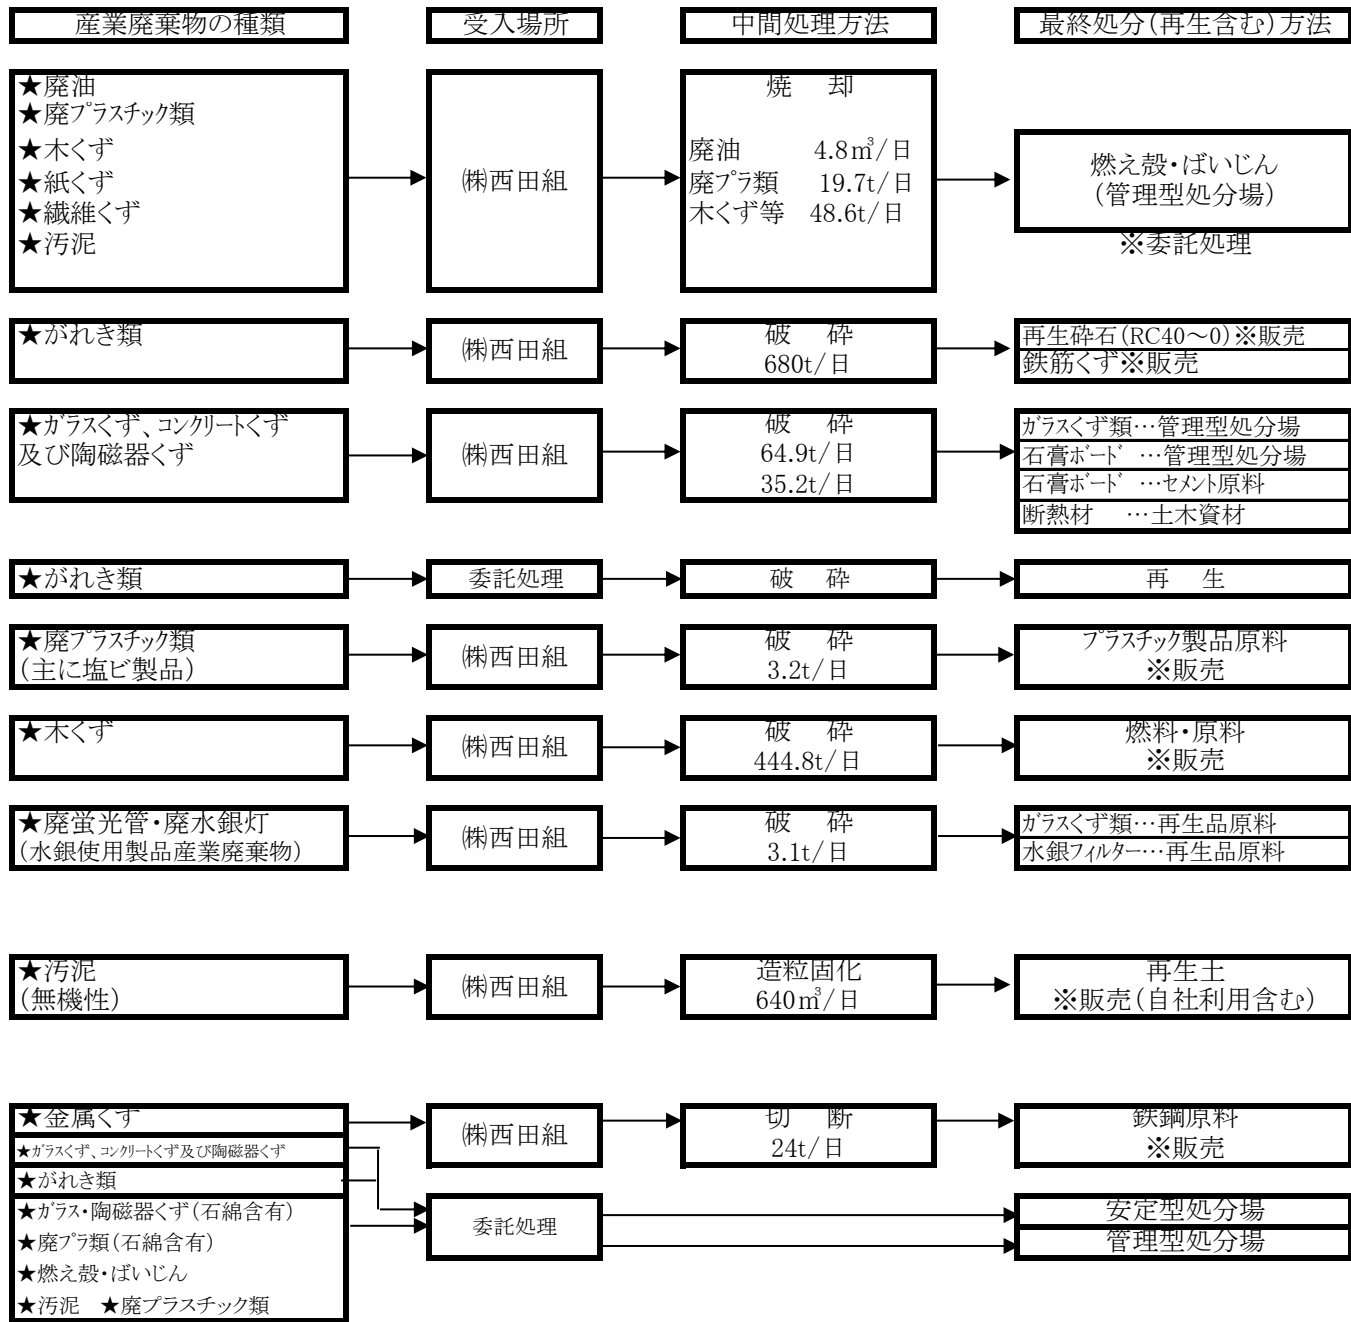 産業廃棄物の種類
受入場所
中間処理方法
最終処分(再生含む)方法
★廃油
★廃プラスチック類
★木くず
★紙くず
★繊維くず
★汚泥
㈱西田組
焼 却
廃油 4.8㎥/日
廃プラ類 19.7t/日
木くず等 48.6t/日
燃え殻・ばいじん
(管理型処分場)
※委託処理
★がれき類
㈱西田組
破 砕
680t/日
再生砕石(RC40～0)※販売
鉄筋くず※販売
★ガラスくず、コンクリートくず
及び陶磁器くず
㈱西田組
破 砕
64.9t/日
35.2t/日
ガラスくず類…管理型処分場
石膏ボード …管理型処分場
石膏ボード …セメント原料
断熱材 …土木資材
★がれき類
委託処理
破 砕
再 生
★廃プラスチック類
(主に塩ビ製品)
㈱西田組
破 砕
3.2t/日
プラスチック製品原料
※販売
★木くず
㈱西田組
破 砕
444.8t/日
燃料・原料
※販売
★廃蛍光管・廃水銀灯
(水銀使用製品産業廃棄物)
㈱西田組
破 砕
3.1t/日
ガラスくず類…再生品原料
水銀フィルター…再生品原料
★汚泥
(無機性)
㈱西田組
造粒固化
640㎥/日
再生土
※販売(自社利用含む)
★金属くず
㈱西田組
切 断
24t/日
鉄鋼原料
※販売
★ガラスくず、コンクリートくず及び陶磁器くず
★がれき類
★ガラス・陶磁器くず(石綿含有)
★廃プラ類(石綿含有)
★燃え殻・ばいじん
★汚泥 ★廃プラスチック類
委託処理
安定型処分場
管理型処分場